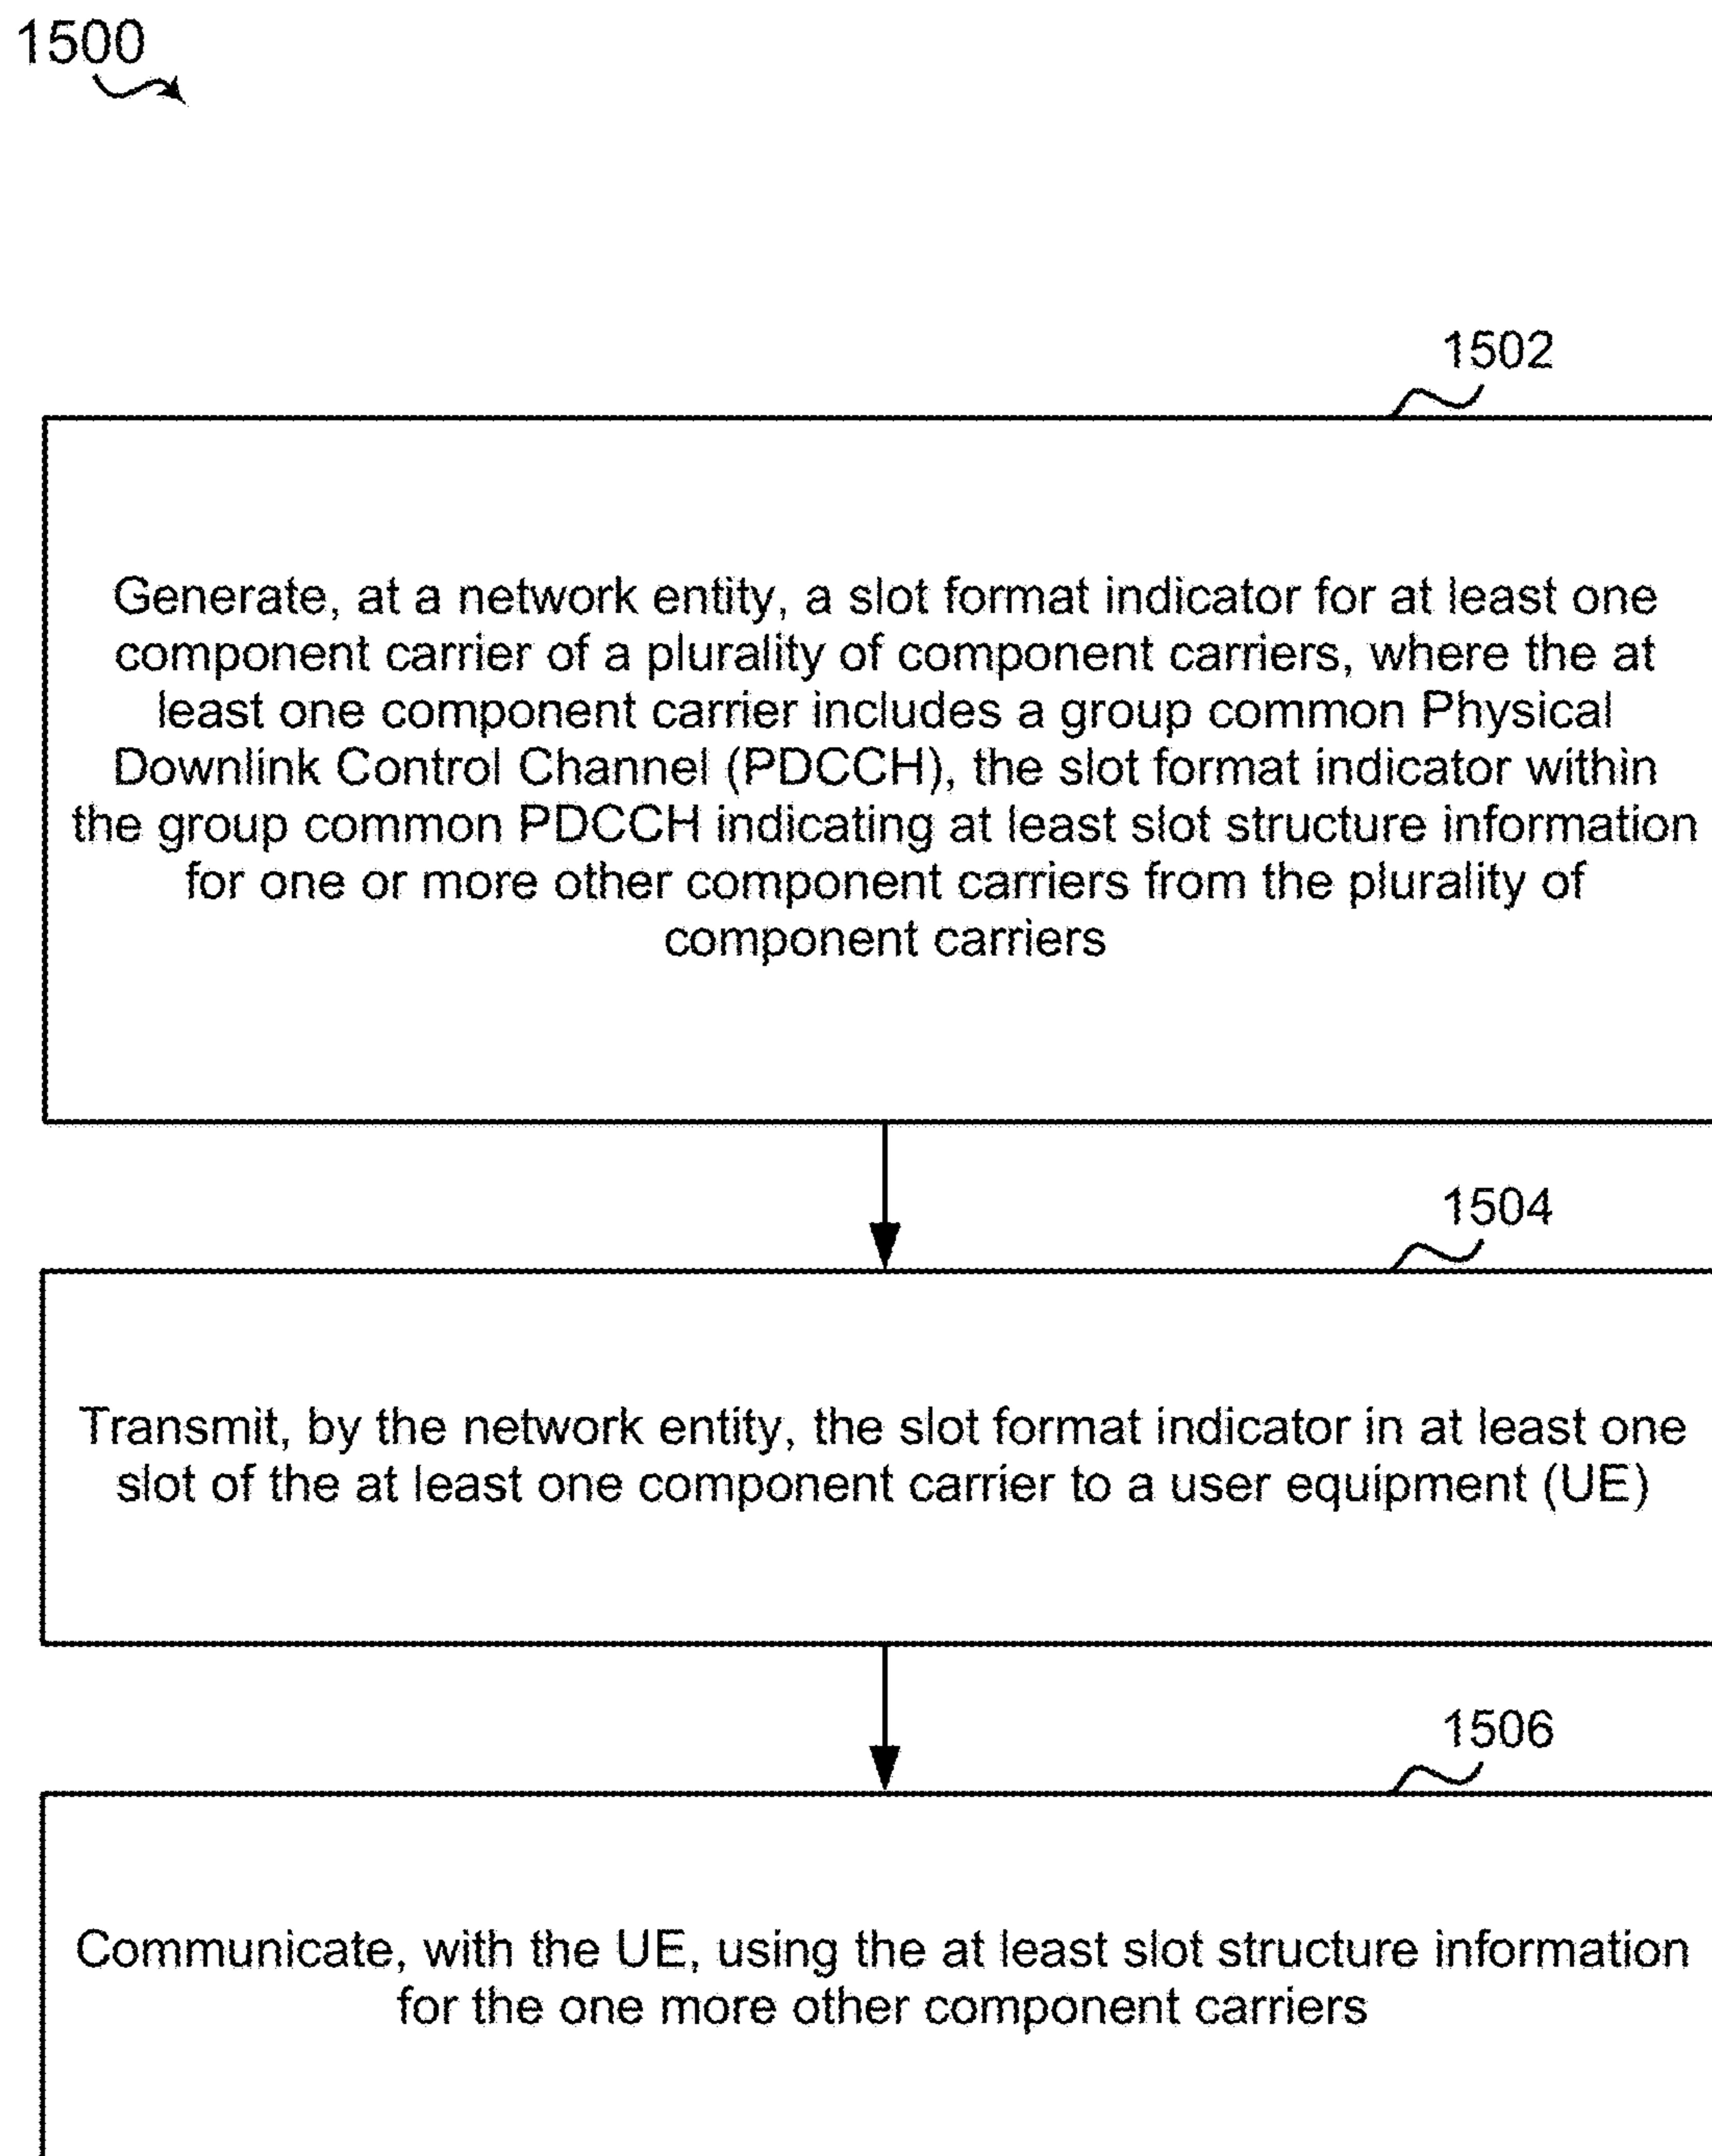 1500
1502
Generate, at a network entity, a slot format indicator for at least one
component carrier of a plurality of component carriers, where the at
least one component carrier includes a group common Physical
Downlink Control Channel (PDCCH), the slot format indicator within
the group common PDCCH indicating at least slot structure information
for one or more other component carriers from the plurality of
component carriers
1504
Transmit, by the network entity, the slot format indicator in at least one
slot of the at least one component carrier to a user equipment (UE)
1506
Communicate, with the UE, using the at least slot structure information
for the one more other component carriers